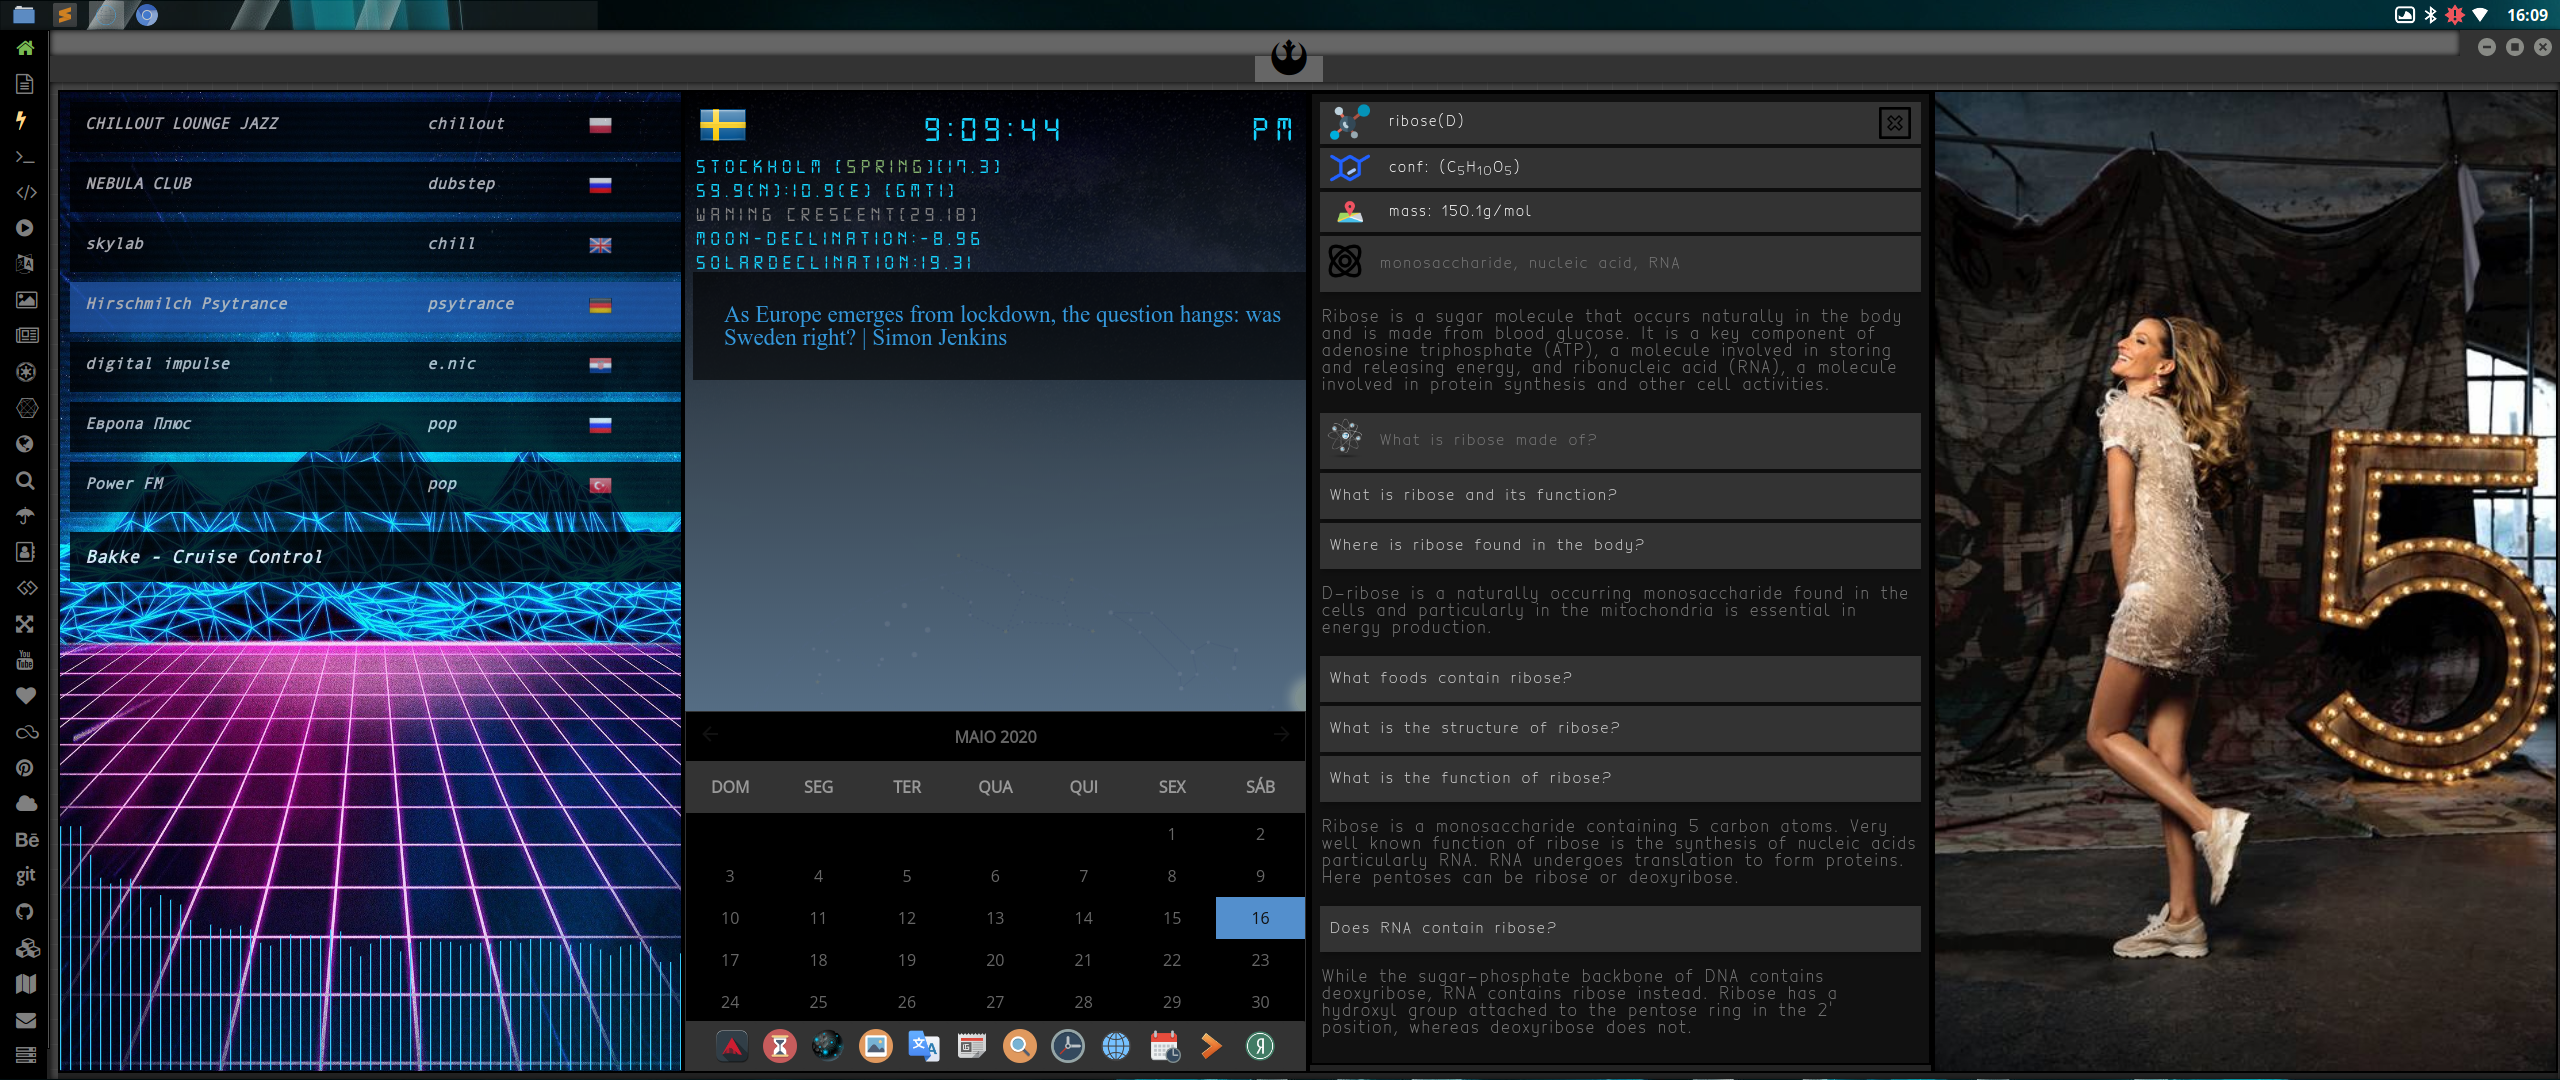 16:09
CHILLOUT LOUNGE JAZZ chillout
NEBULA CLUB dubstep
skylab chill
Hirschmilch Psytrance psytrance
digital impulse e.nic
Европа Плюс pop
Power FM pop
Bakke - Cruise Control
You
Tube
Bē
git
9:09:44 PM
STOCKHOLM [SPRING][17.3]
59.9(N):10.9(E) [GMT1]
WANING CRESCENT[29.18]
MOON-DECLINATION:-8.96
SOLARDECLINATION:19.31
As Europe emerges from lockdown, the question hangs: was
Sweden right? | Simon Jenkins
MAIO 2020
DOM SEG TER QUA QUI SEX SÁB
1 2
3 4 5 6 7 8 9
10 11 12 13 14 15 16
17 18 19 20 21 22 23
24 25 26 27 28 29 30
ribose(D)
conf: (C₅H₁₀O₅)
mass: 150.1g/mol
monosaccharide, nucleic acid, RNA
Ribose is a sugar molecule that occurs naturally in the body
and is made from blood glucose. It is a key component of
adenosine triphosphate (ATP), a molecule involved in storing
and releasing energy, and ribonucleic acid (RNA), a molecule
involved in protein synthesis and other cell activities.
What is ribose made of?
What is ribose and its function?
Where is ribose found in the body?
D-ribose is a naturally occurring monosaccharide found in the
cells and particularly in the mitochondria is essential in
energy production.
What foods contain ribose?
What is the structure of ribose?
What is the function of ribose?
Ribose is a monosaccharide containing 5 carbon atoms. Very
well known function of ribose is the synthesis of nucleic acids
particularly RNA. RNA undergoes translation to form proteins.
Here pentoses can be ribose or deoxyribose.
Does RNA contain ribose?
While the sugar-phosphate backbone of DNA contains
deoxyribose, RNA contains ribose instead. Ribose has a
hydroxyl group attached to the pentose ring in the 2'
position, whereas deoxyribose does not.
5